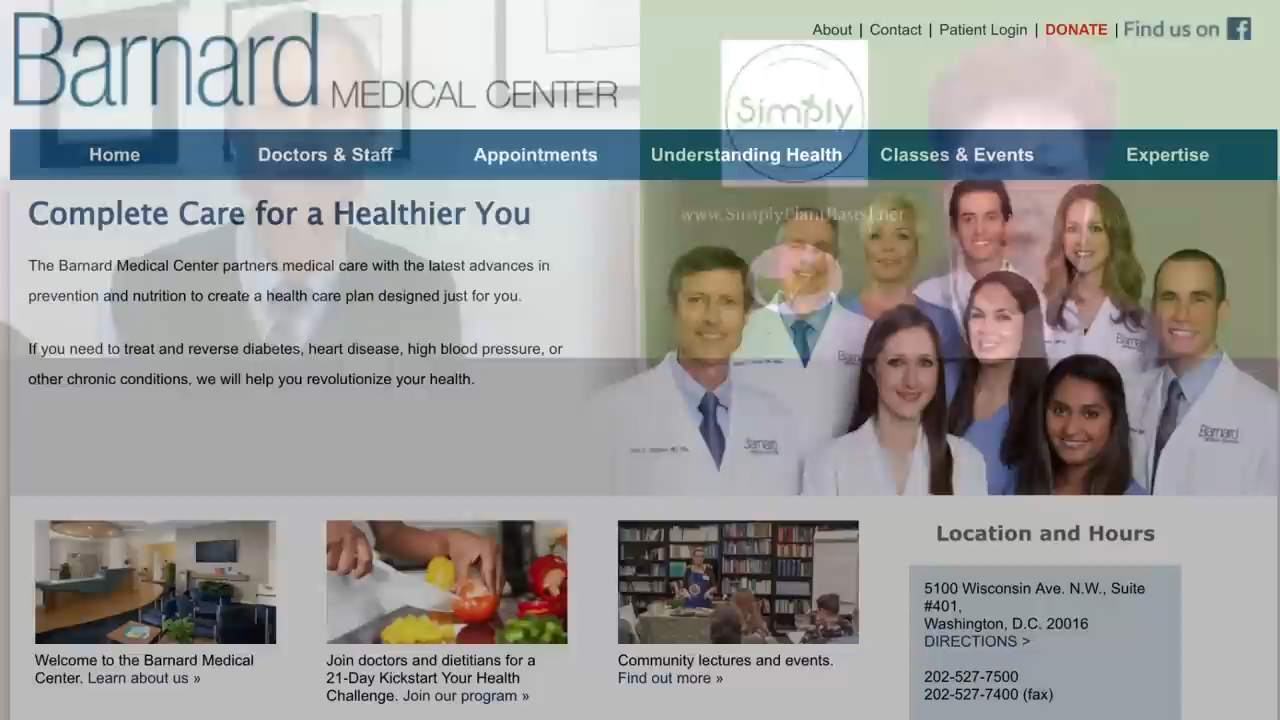 Barnard
MEDICAL CENTER
About | Contact | Patient Login | DONATE | Find us on
Simply
Home
Doctors & Staff
Appointments
Understanding Health
Classes & Events
Expertise
www.SimplyPlantBased.net
Complete Care for a Healthier You
The Barnard Medical Center partners medical care with the latest advances in
prevention and nutrition to create a health care plan designed just for you.
If you need to treat and reverse diabetes, heart disease, high blood pressure, or
other chronic conditions, we will help you revolutionize your health.
Barnard
Barnard
Barnard
Welcome to the Barnard Medical
Center. Learn about us »
Join doctors and dietitians for a
21-Day Kickstart Your Health
Challenge. Join our program »
Community lectures and events.
Find out more »
Location and Hours
5100 Wisconsin Ave. N.W., Suite
#401,
Washington, D.C. 20016
DIRECTIONS >
202-527-7500
202-527-7400 (fax)